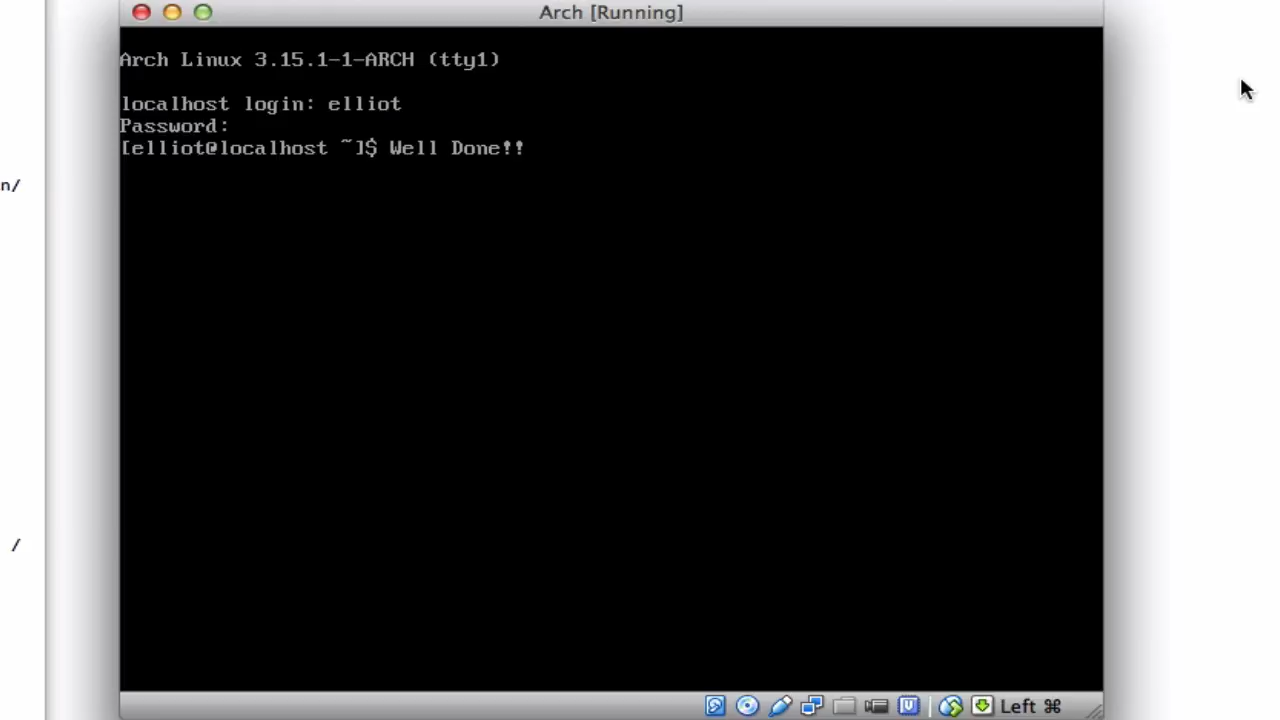 Arch [Running]
Arch Linux 3.15.1-1-ARCH (tty1)
localhost login: elliot
Password:
[elliot@localhost ~]$ Well Done!!
n/
/
Left ⌘